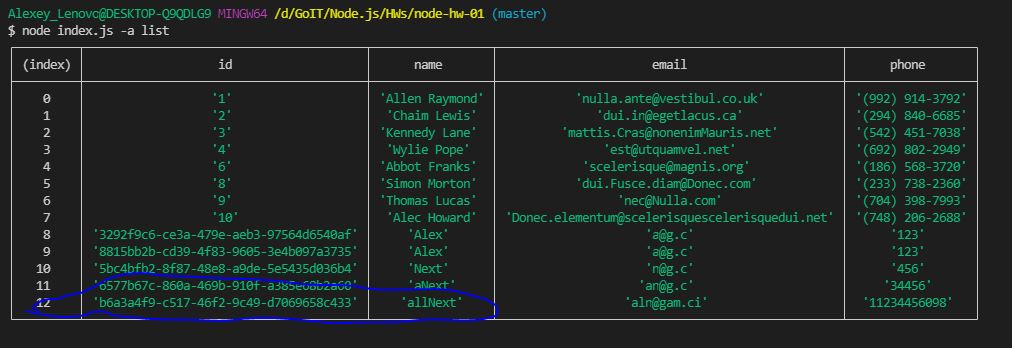 Alexey_Lenovo@DESKTOP-Q9QDLG9 MINGW64 /d/GoIT/Node.js/HWs/node-hw-01 (master)
$ node index.js -a list
(index) id name email phone
0 '1' 'Allen Raymond' 'nulla.ante@vestibul.co.uk' '(992) 914-3792'
1 '2' 'Chaim Lewis' 'dui.in@egetlacus.ca' '(294) 840-6685'
2 '3' 'Kennedy Lane' 'mattis.Cras@nonenimMauris.net' '(542) 451-7038'
3 '4' 'Wylie Pope' 'est@utquamvel.net' '(692) 802-2949'
4 '6' 'Abbot Franks' 'scelerisque@magnis.org' '(186) 568-3720'
5 '8' 'Simon Morton' 'dui.Fusce.diam@Donec.com' '(233) 738-2360'
6 '9' 'Thomas Lucas' 'nec@Nulla.com' '(704) 398-7993'
7 '10' 'Alec Howard' 'Donec.elementum@scelerisquescelerisquedui.net' '(748) 206-2688'
8 '3292f9c6-ce3a-479e-aeb3-97564d6540af' 'Alex' 'a@g.c' '123'
9 '8815bb2b-cd39-4f83-9605-3e4b097a3735' 'Alex' 'a@g.c' '123'
10 '5bc4bfb2-8f87-48e8-a9de-5e5435d036b4' 'Next' 'n@g.c' '456'
11 '6577b67c-860a-469b-910f-a385e68b2a60' 'aNext' 'an@g.c' '34456'
12 'b6a3a4f9-c517-46f2-9c49-d7069658c433' 'allNext' 'aln@gam.ci' '11234456098'